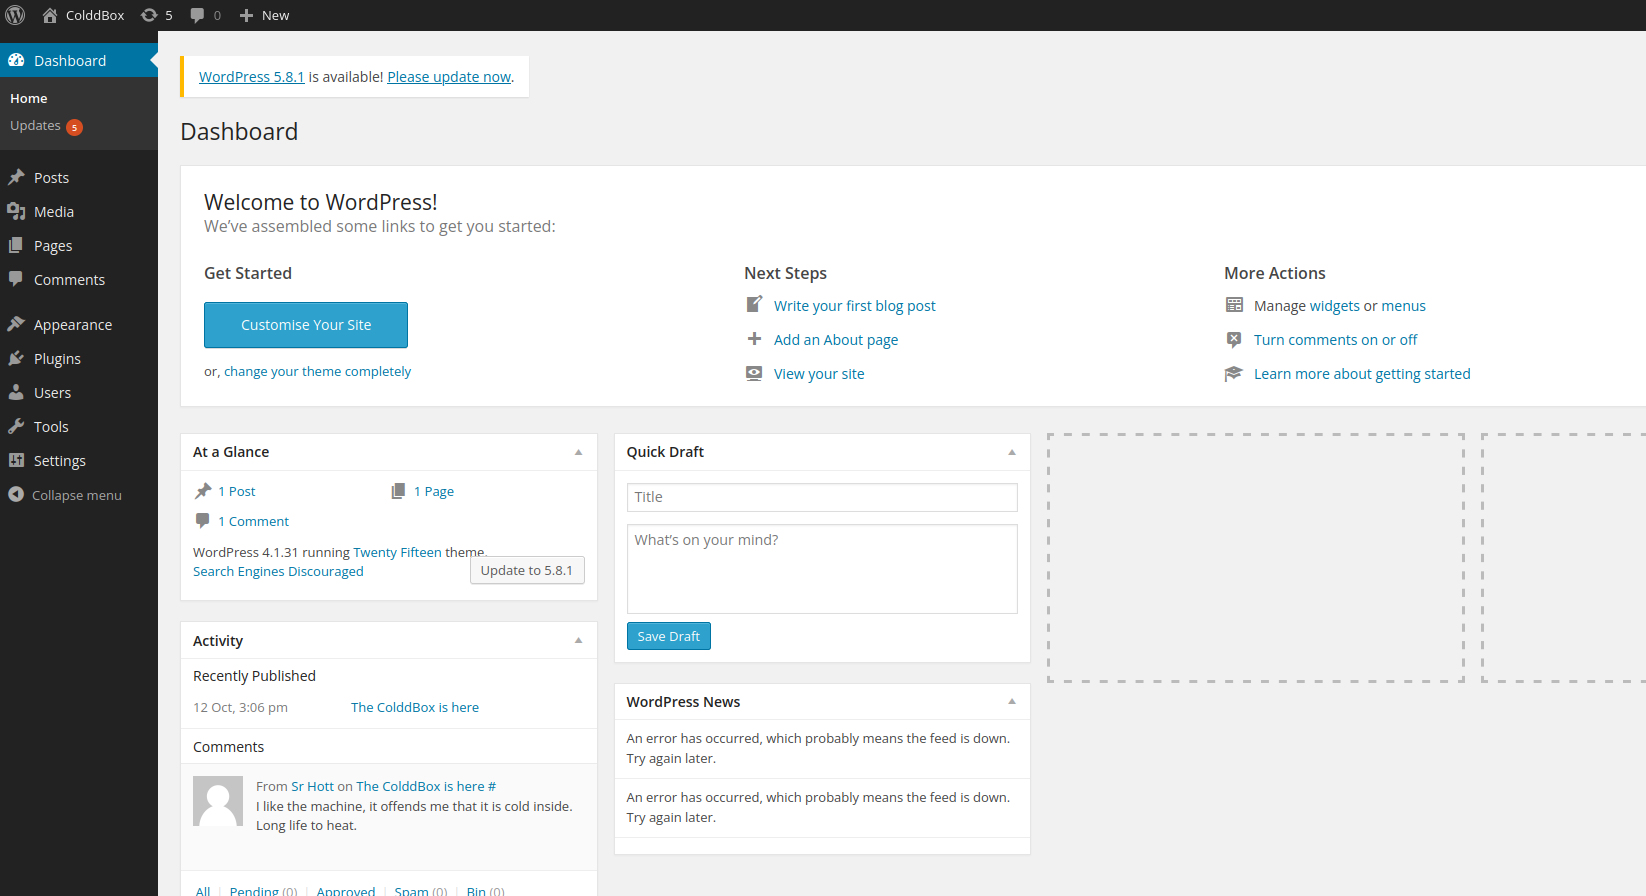 ColddBox 5 0 New
Dashboard
Home
Updates 5
Posts
Media
Pages
Comments
Appearance
Plugins
Users
Tools
Settings
Collapse menu
WordPress 5.8.1 is available! Please update now.
Dashboard
Welcome to WordPress!
We’ve assembled some links to get you started:
Get Started
Customise Your Site
or, change your theme completely
Next Steps
Write your first blog post
Add an About page
View your site
More Actions
Manage widgets or menus
Turn comments on or off
Learn more about getting started
At a Glance
1 Post 1 Page
1 Comment
WordPress 4.1.31 running Twenty Fifteen theme.
Search Engines Discouraged
Update to 5.8.1
Activity
Recently Published
12 Oct, 3:06 pm The ColddBox is here
Comments
From Sr Hott on The ColddBox is here #
I like the machine, it offends me that it is cold inside.
Long life to heat.
All | Pending (0) | Approved | Spam (0) | Bin (0)
Quick Draft
Title
What’s on your mind?
Save Draft
WordPress News
An error has occurred, which probably means the feed is down.
Try again later.
An error has occurred, which probably means the feed is down.
Try again later.